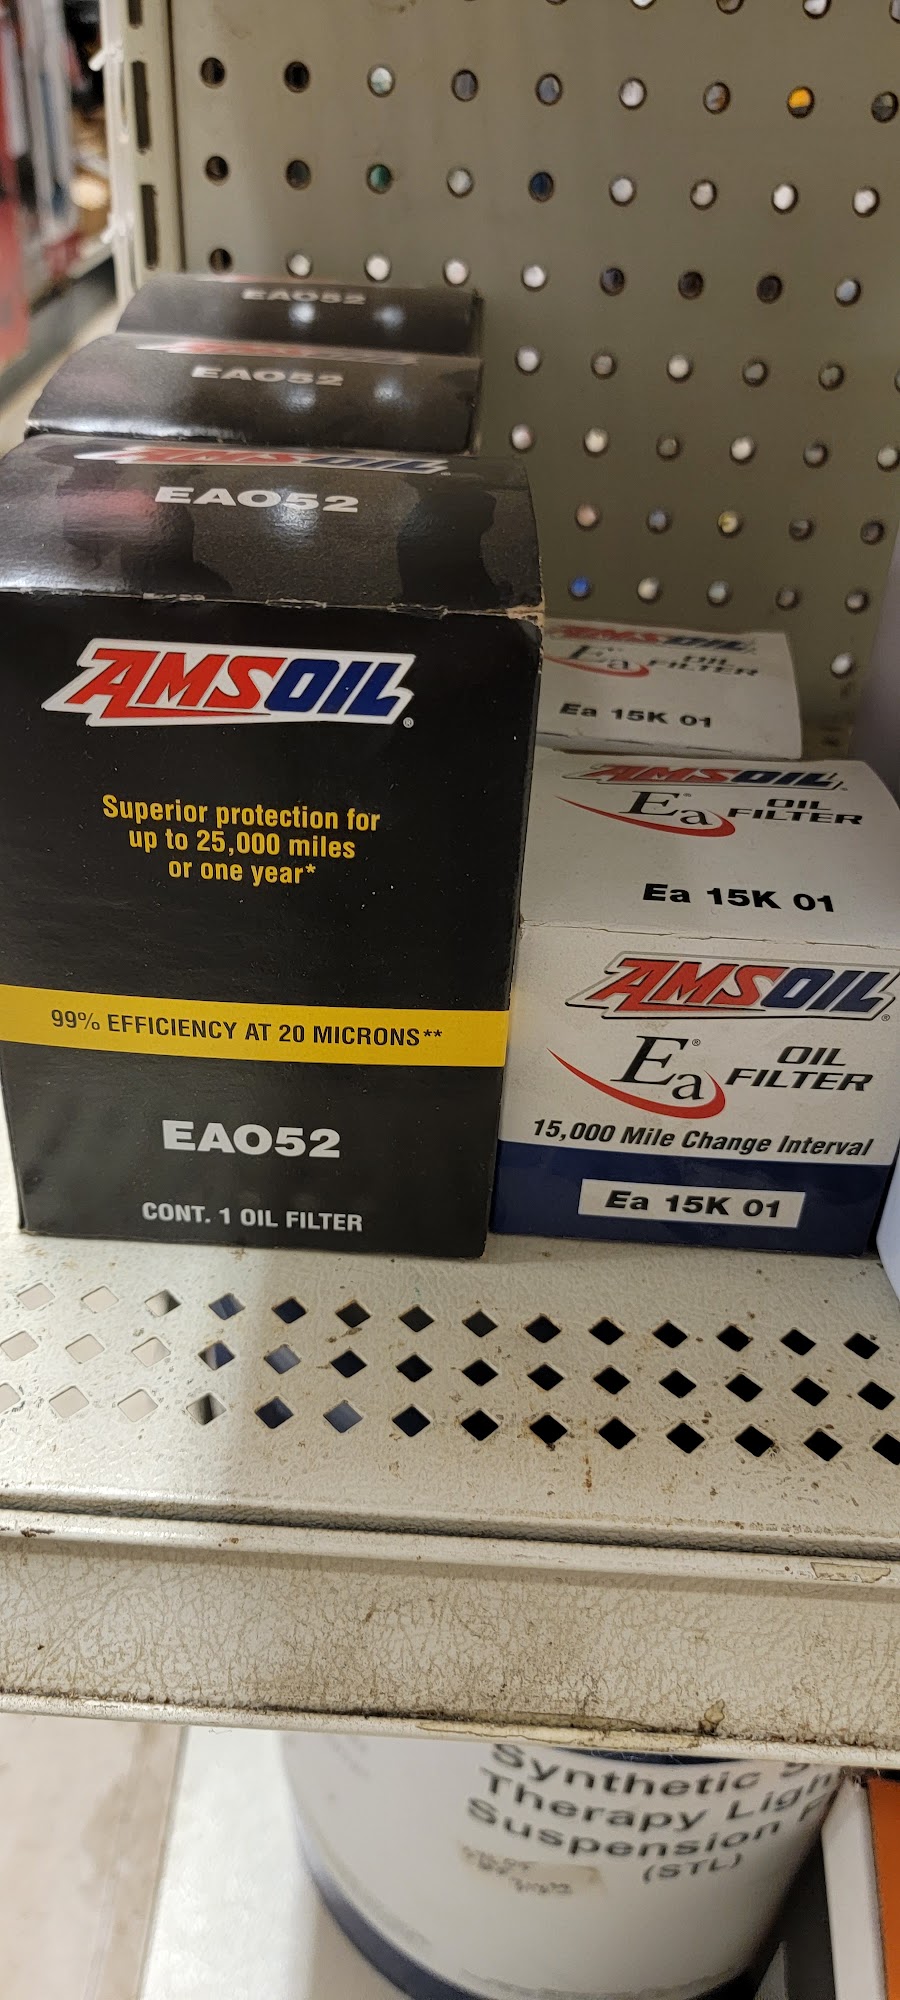 EAO52
EAO52
AMSOIL®
EAO52
AMSOIL®
Superior protection for
up to 25,000 miles
or one year*
99% EFFICIENCY AT 20 MICRONS**
EAO52
CONT. 1 OIL FILTER
AMSOIL
Ea OIL
FILTER
Ea 15K 01
AMSOIL
Ea® OIL
FILTER
Ea 15K 01
AMSOIL®
Ea® OIL
FILTER
15,000 Mile Change Interval
Ea 15K 01
Synthetic
Therapy
Suspension
(STL)